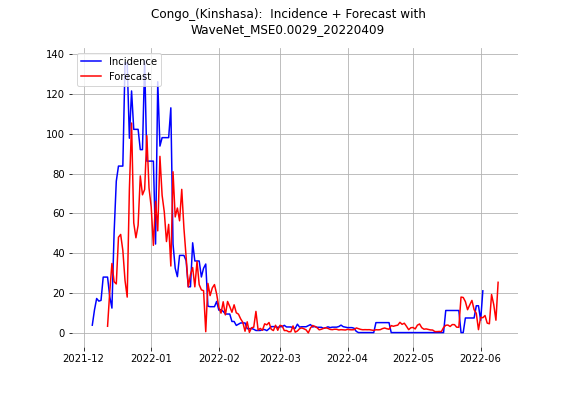 Congo_(Kinshasa):  Incidence + Forecast with
WaveNet_MSE0.0029_20220409
Incidence
Forecast
140
120
100
80
60
40
20
0
2021-12 2022-01 2022-02 2022-03 2022-04 2022-05 2022-06